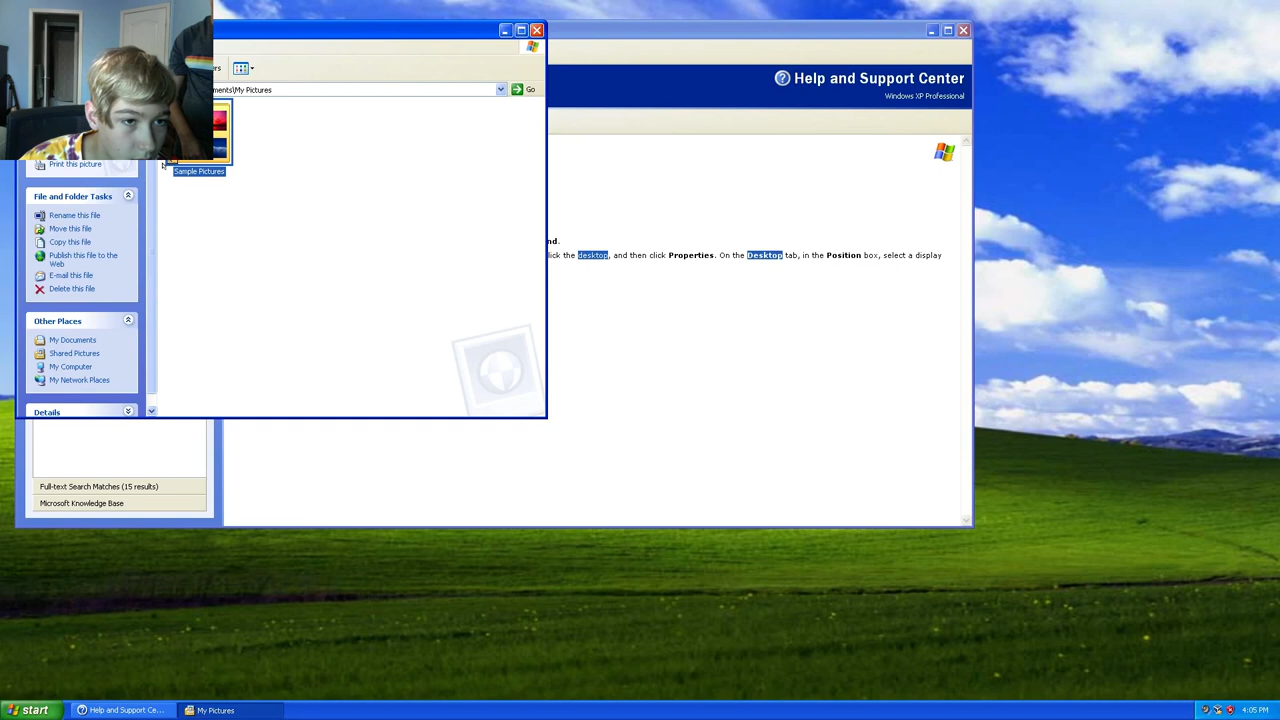 Help and Support Center
Windows XP Professional
ments\My Pictures
Go
Sample Pictures
Print this picture
File and Folder Tasks
Rename this file
Move this file
Copy this file
Publish this file to the
Web
E-mail this file
Delete this file
Other Places
My Documents
Shared Pictures
My Computer
My Network Places
Details
nd.
lick the desktop, and then click Properties. On the Desktop tab, in the Position box, select a display
Full-text Search Matches (15 results)
Microsoft Knowledge Base
start
Help and Support Ce...
My Pictures
4:05 PM